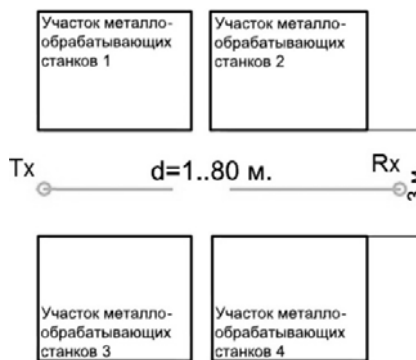 Участок металло-
обрабатывающих
станков 1
Участок металло-
обрабатывающих
станков 2
Tx
d=1..80 м.
Rx
Участок металло-
обрабатывающих
станков 3
Участок металло-
обрабатывающих
станков 4